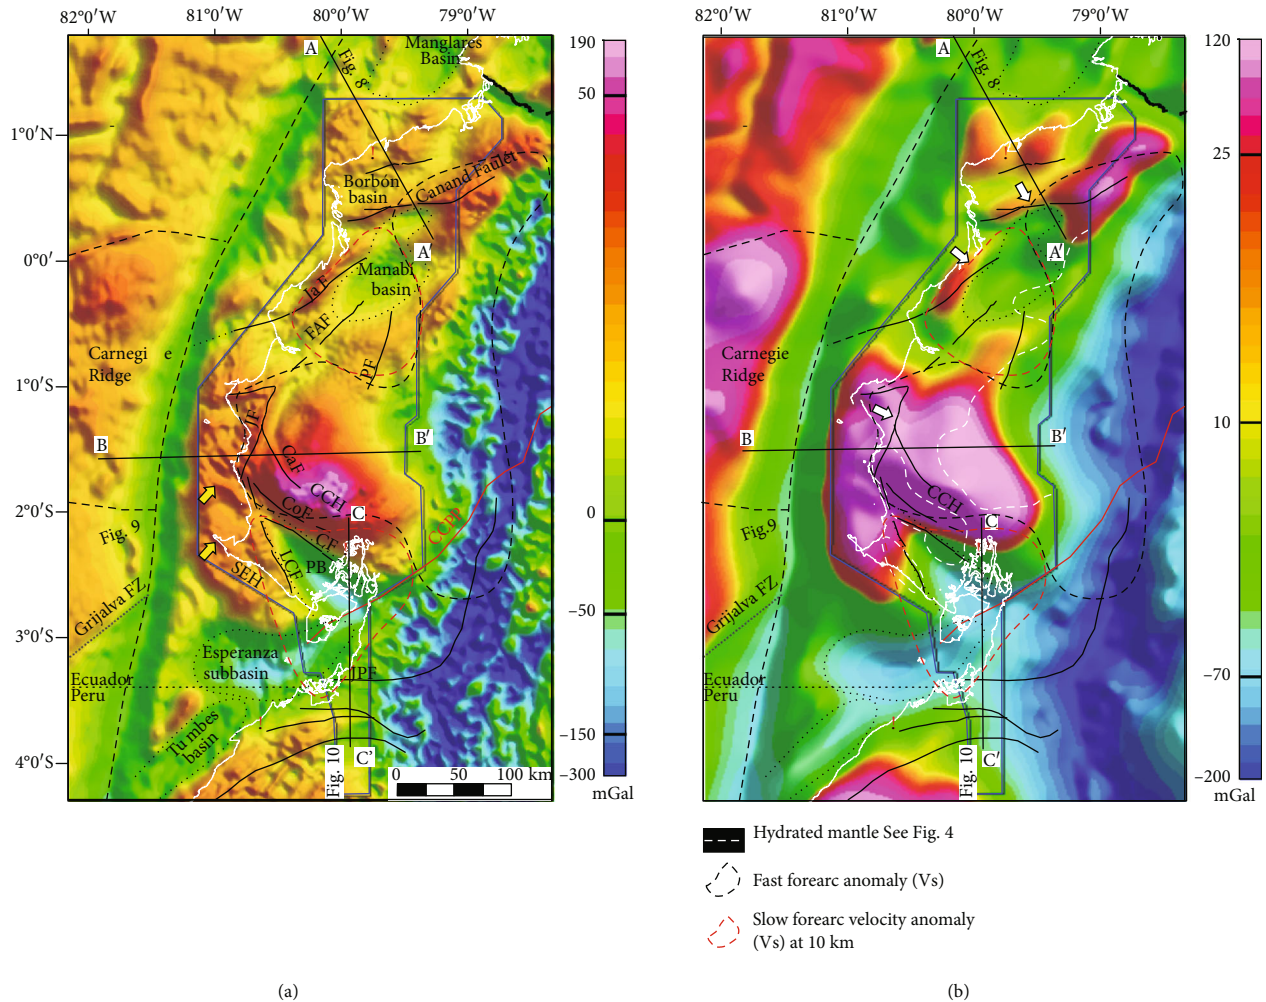 82°0′W
81°0′W
80°0′W
79°0′W
1°0′N
0°0′
1°0′S
2°0′S
3°0′S
4°0′S
A
Fig. 8
Manglares
Basin
Borbón
basin
Canand Faulet
A′
Manabi
basin
JaF
FAF
PF
Carnegi e
Ridge
JF
B
B′
CaF
CCH
CoF
C
CF
CCPP
Fig. 9
LCF
PB
SEH
Grijalva FZ
Esperanza
subbasin
Ecuador
Peru
IPF
Tumbes
basin
Fig. 10
C′
0 50 100 km
190
50
0
−50
−150
−300
mGal
(a)
82°0′W
81°0′W
80°0′W
79°0′W
A
Fig. 8
A′
Carnegie
Ridge
B
B′
CCH
C
Fig.9
Grijalva FZ
Ecuador
Peru
Fig. 10
C′
120
25
10
−70
−200
mGal
Hydrated mantle See Fig. 4
Fast forearc anomaly (Vs)
Slow forearc velocity anomaly
(Vs) at 10 km
(b)